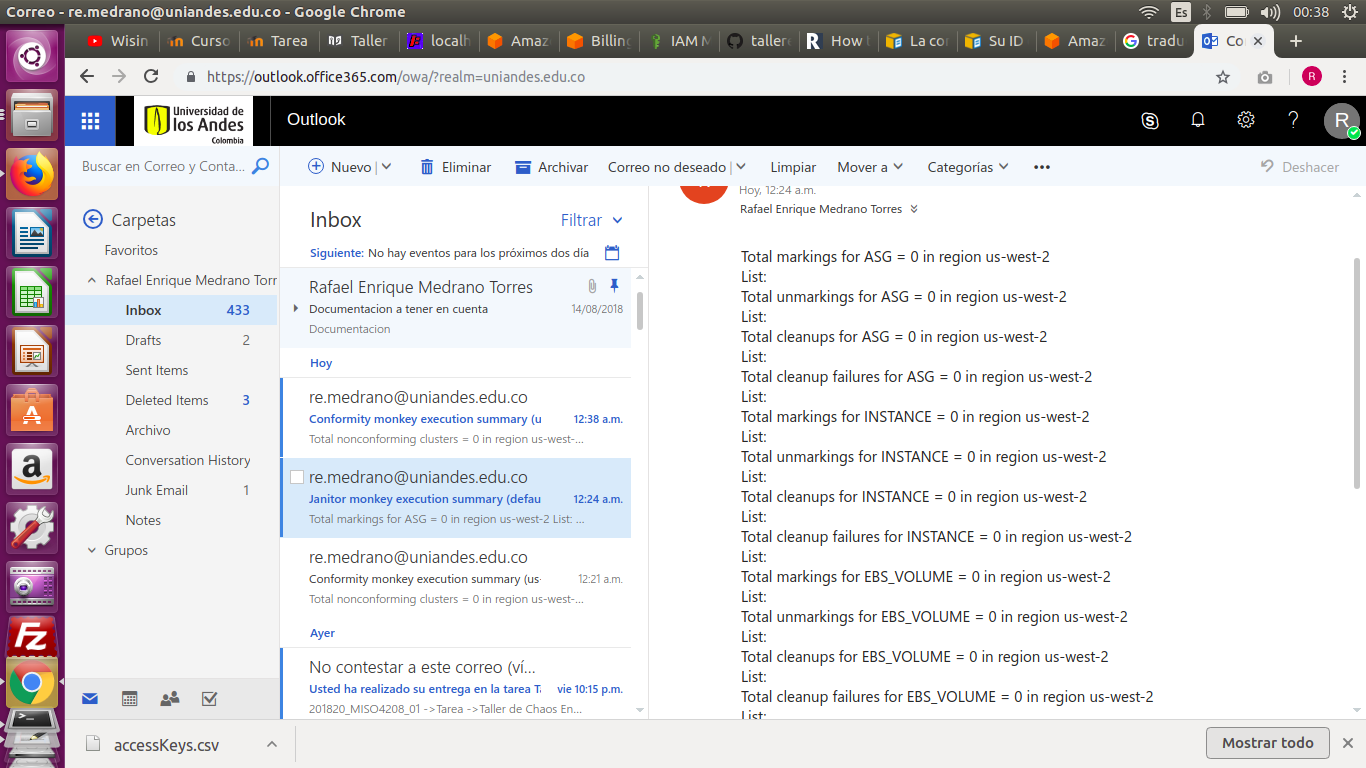 Correo - re.medrano@uniandes.edu.co - Google Chrome
Es
00:38
Wisin
Curso
Tarea
Taller
localh
Amaz
Billing
IAM M
tallere
How t
La cor
Su ID
Amaz
tradu
Co
https://outlook.office365.com/owa/?realm=uniandes.edu.co
R
Universidad de
los Andes
Colombia
Outlook
R
Buscar en Correo y Conta...
Nuevo
Eliminar
Archivar
Correo no deseado
Limpiar
Mover a
Categorías
Deshacer
Carpetas
Favoritos
Rafael Enrique Medrano Torr
Inbox 433
Drafts 2
Sent Items
Deleted Items 3
Archivo
Conversation History
Junk Email 1
Notes
Grupos
Inbox
Filtrar
Siguiente: No hay eventos para los próximos dos día
Rafael Enrique Medrano Torres
Documentacion a tener en cuenta 14/08/2018
Documentacion
Hoy
re.medrano@uniandes.edu.co
Conformity monkey execution summary (u 12:38 a.m.
Total nonconforming clusters = 0 in region us-west-...
re.medrano@uniandes.edu.co
Janitor monkey execution summary (defau 12:24 a.m.
Total markings for ASG = 0 in region us-west-2 List: ...
re.medrano@uniandes.edu.co
Conformity monkey execution summary (us- 12:21 a.m.
Total nonconforming clusters = 0 in region us-west-...
Ayer
No contestar a este correo (ví...
Usted ha realizado su entrega en la tarea Ta vie 10:15 p.m.
201820_MISO4208_01 ->Tarea ->Taller de Chaos En...
Hoy, 12:24 a.m.
Rafael Enrique Medrano Torres
Total markings for ASG = 0 in region us-west-2
List:
Total unmarkings for ASG = 0 in region us-west-2
List:
Total cleanups for ASG = 0 in region us-west-2
List:
Total cleanup failures for ASG = 0 in region us-west-2
List:
Total markings for INSTANCE = 0 in region us-west-2
List:
Total unmarkings for INSTANCE = 0 in region us-west-2
List:
Total cleanups for INSTANCE = 0 in region us-west-2
List:
Total cleanup failures for INSTANCE = 0 in region us-west-2
List:
Total markings for EBS_VOLUME = 0 in region us-west-2
List:
Total unmarkings for EBS_VOLUME = 0 in region us-west-2
List:
Total cleanups for EBS_VOLUME = 0 in region us-west-2
List:
Total cleanup failures for EBS_VOLUME = 0 in region us-west-2
List:
accessKeys.csv
Mostrar todo